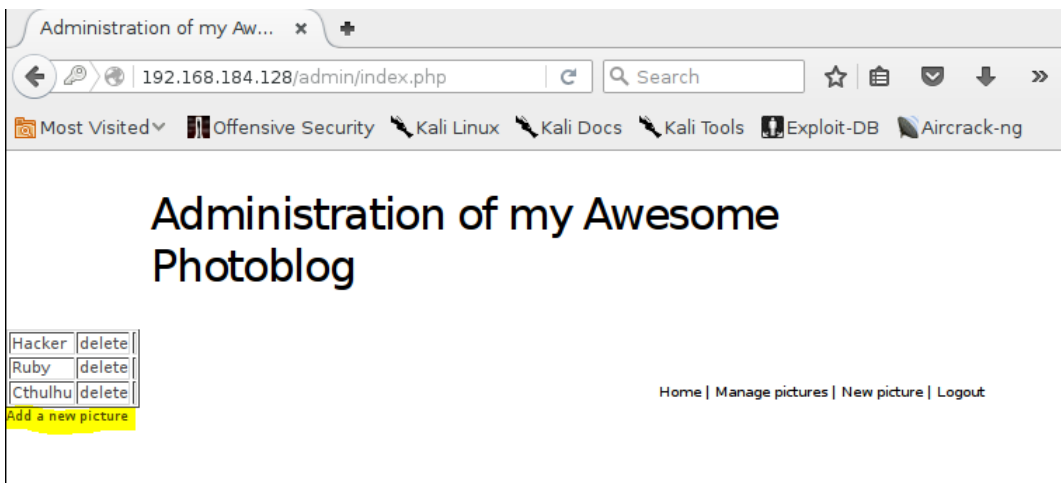 Administration of my Aw...
192.168.184.128/admin/index.php
Search
Most Visited
Offensive Security
Kali Linux
Kali Docs
Kali Tools
Exploit-DB
Aircrack-ng
Administration of my Awesome
Photoblog
Hacker delete
Ruby delete
Cthulhu delete
Home | Manage pictures | New picture | Logout
Add a new picture